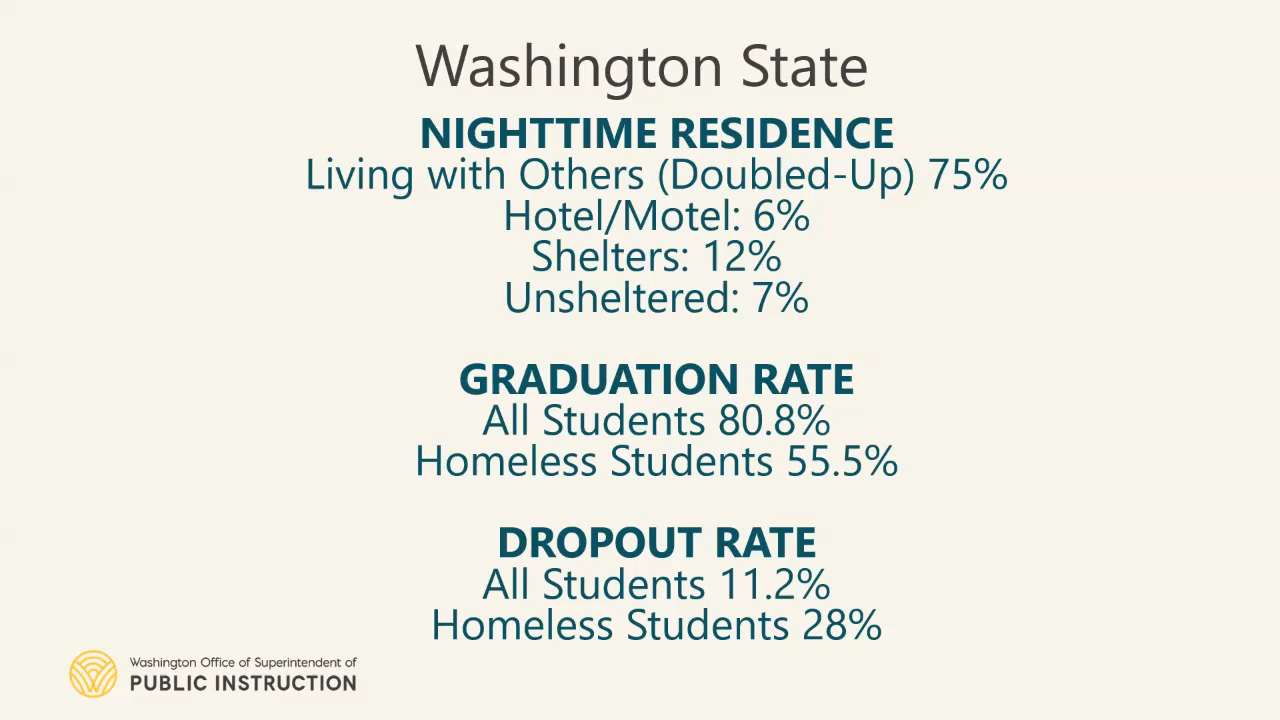 Washington State
NIGHTTIME RESIDENCE
Living with Others (Doubled-Up) 75%
Hotel/Motel: 6%
Shelters: 12%
Unsheltered: 7%
GRADUATION RATE
All Students 80.8%
Homeless Students 55.5%
DROPOUT RATE
All Students 11.2%
Homeless Students 28%
Washington Office of Superintendent of
PUBLIC INSTRUCTION